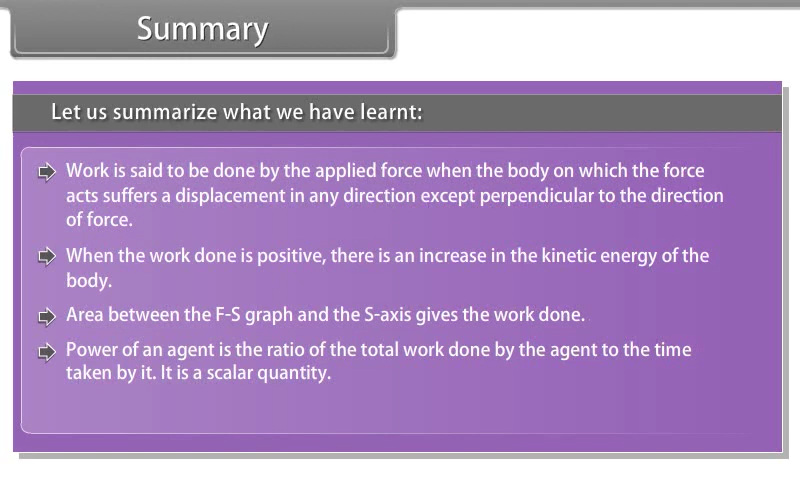 Summary
Let us summarize what we have learnt:
Work is said to be done by the applied force when the body on which the force
acts suffers a displacement in any direction except perpendicular to the direction
of force.
When the work done is positive, there is an increase in the kinetic energy of the
body.
Area between the F-S graph and the S-axis gives the work done.
Power of an agent is the ratio of the total work done by the agent to the time
taken by it. It is a scalar quantity.